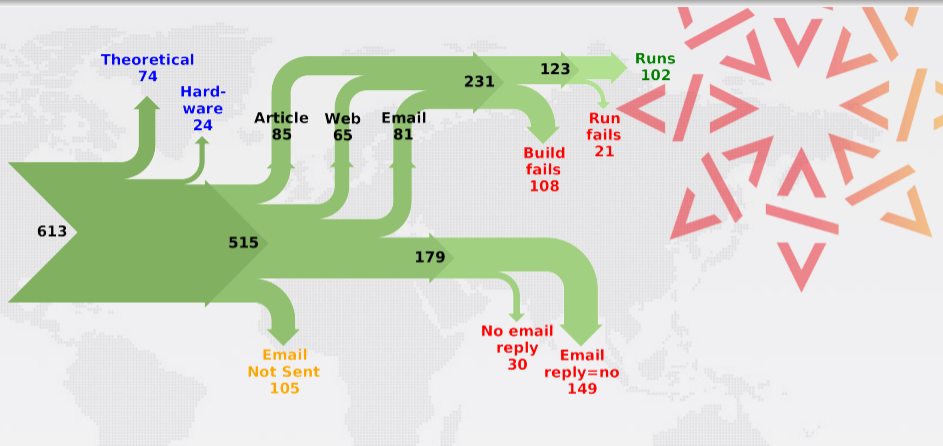 Theoretical
74
Hard-
ware
24
Article
85
Web
65
Email
81
231
123
Runs
102
Run
fails
21
Build
fails
108
613
515
179
Email
Not Sent
105
No email
reply
30
Email
reply=no
149